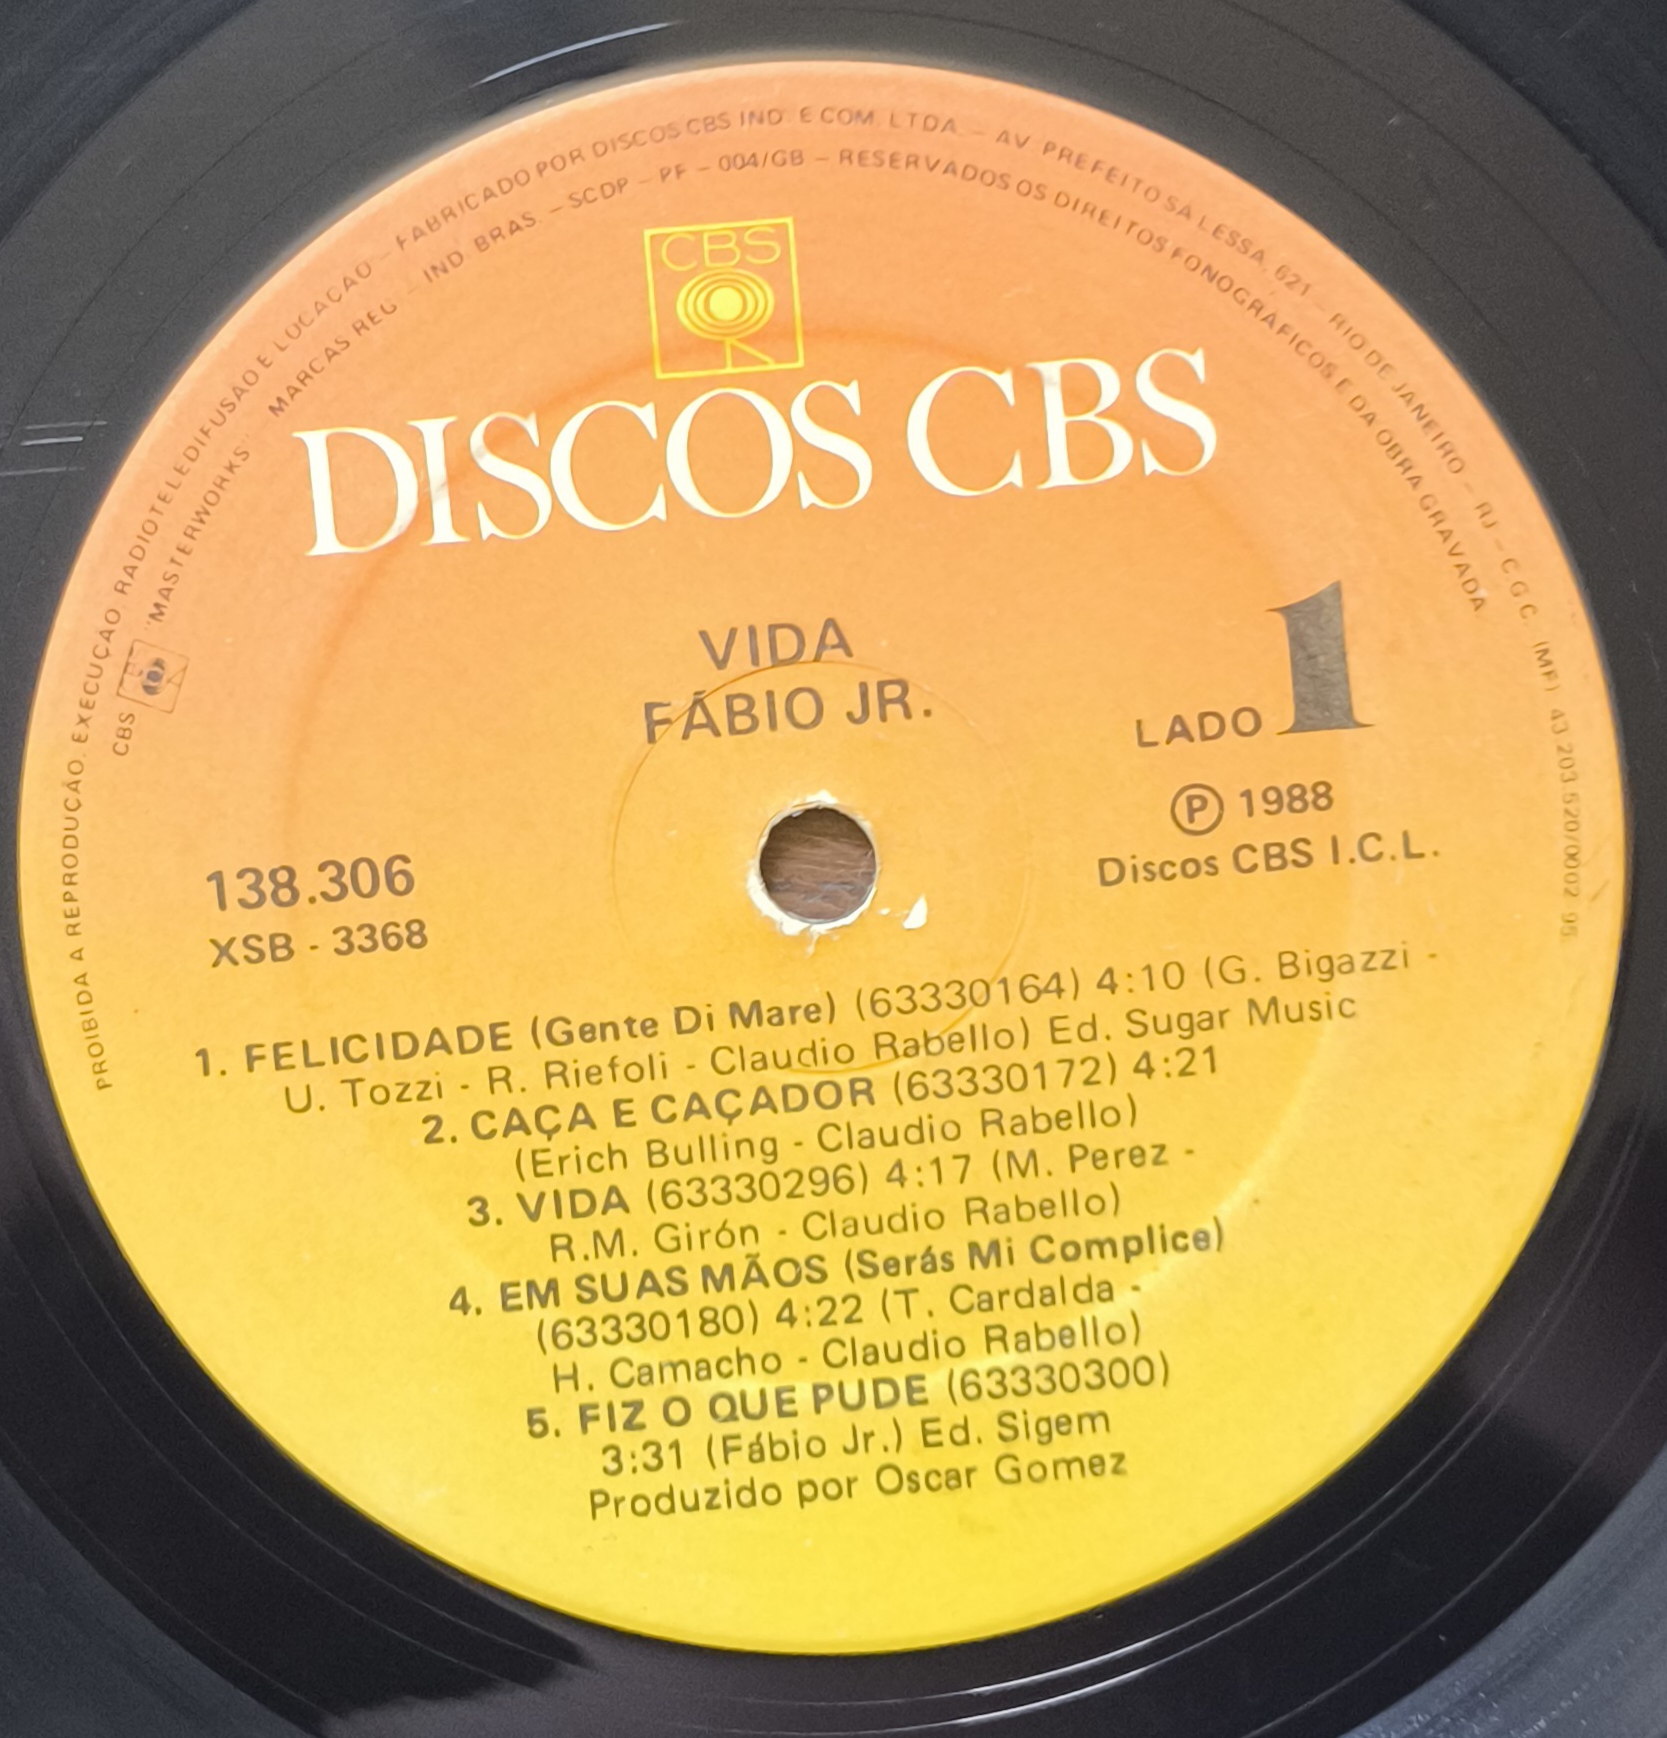 PROIBIDA A REPRODUÇÃO, EXECUÇÃO RADIOTELEDIFUSÃO E LOCAÇÃO – FABRICADO POR DISCOS CBS IND. E COM. LTDA. – AV PREFEITO SÁ LESSA, 621 – RIO DE JANEIRO – RJ – C.G.C. (MF) 43 203 520/0002 95
CBS "MASTERWORKS" MARCAS REG – IND. BRAS. – SCDP – PF – 004/GB – RESERVADOS OS DIREITOS FONOGRÁFICOS E DA OBRA GRAVADA
CBS
DISCOS CBS
VIDA
FÁBIO JR.
LADO 1
Ⓟ 1988
Discos CBS I.C.L.
138.306
XSB - 3368
1. FELICIDADE (Gente Di Mare) (63330164) 4:10 (G. Bigazzi -
U. Tozzi - R. Riefoli - Claudio Rabello) Ed. Sugar Music
2. CAÇA E CAÇADOR (63330172) 4:21
(Erich Bulling - Claudio Rabello)
3. VIDA (63330296) 4:17 (M. Perez -
R.M. Girón - Claudio Rabello)
4. EM SUAS MÃOS (Serás Mi Complice)
(63330180) 4:22 (T. Cardalda -
H. Camacho - Claudio Rabello)
5. FIZ O QUE PUDE (63330300)
3:31 (Fábio Jr.) Ed. Sigem
Produzido por Oscar Gomez